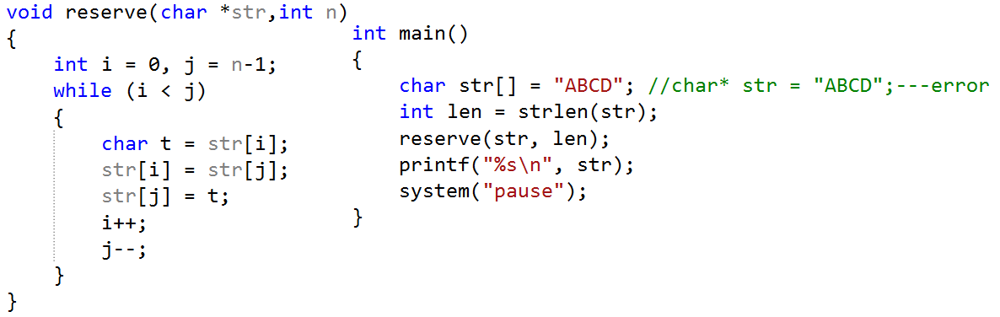 void reserve(char *str,int n)
{
    int i = 0, j = n-1;
    while (i < j)
    {
        char t = str[i];
        str[i] = str[j];
        str[j] = t;
        i++;
        j--;
    }
}
int main()
{
    char str[] = "ABCD"; //char* str = "ABCD";---error
    int len = strlen(str);
    reserve(str, len);
    printf("%s\n", str);
    system("pause");
}